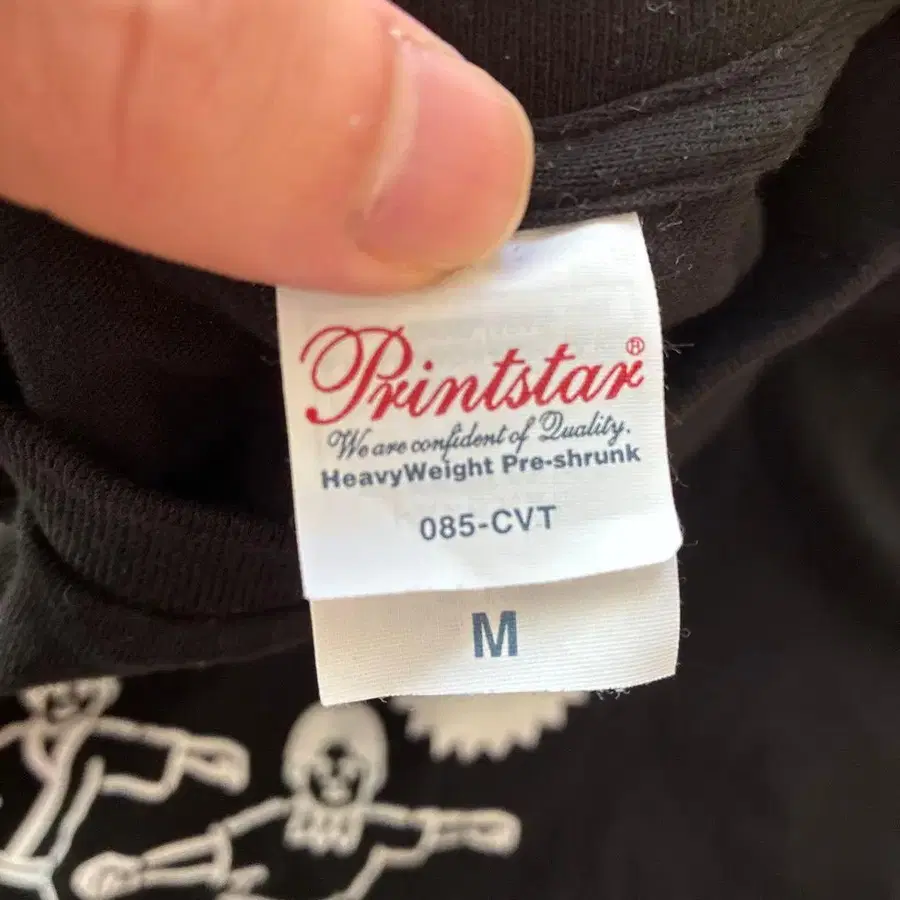 Printstar®
We are confident of Quality.
HeavyWeight Pre-shrunk
085-CVT
M